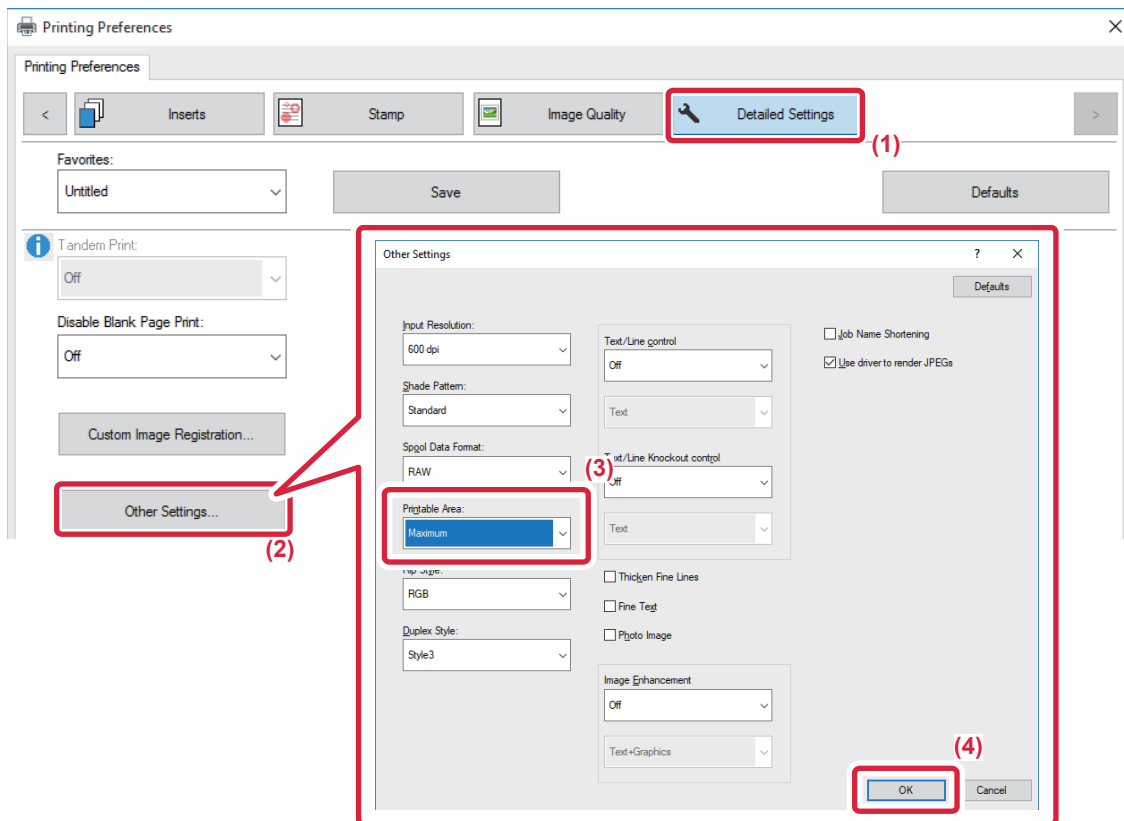 Printing Preferences
Printing Preferences
< Inserts Stamp Image Quality Detailed Settings >
(1)
Favorites:
Untitled Save Defaults
Tandem Print:
Off
Disable Blank Page Print:
Off
Custom Image Registration...
Other Settings...
(2)
Other Settings ?
Defaults
Input Resolution:
600 dpi
Shade Pattern:
Standard
Spool Data Format:
RAW
(3)
Printable Area:
Maximum
Rip Style:
RGB
Duplex Style:
Style3
Text/Line control
Off
Text
Text/Line Knockout control
Off
Text
Thicken Fine Lines
Fine Text
Photo Image
Image Enhancement
Off
Text+Graphics
Job Name Shortening
Use driver to render JPEGs
(4)
OK Cancel